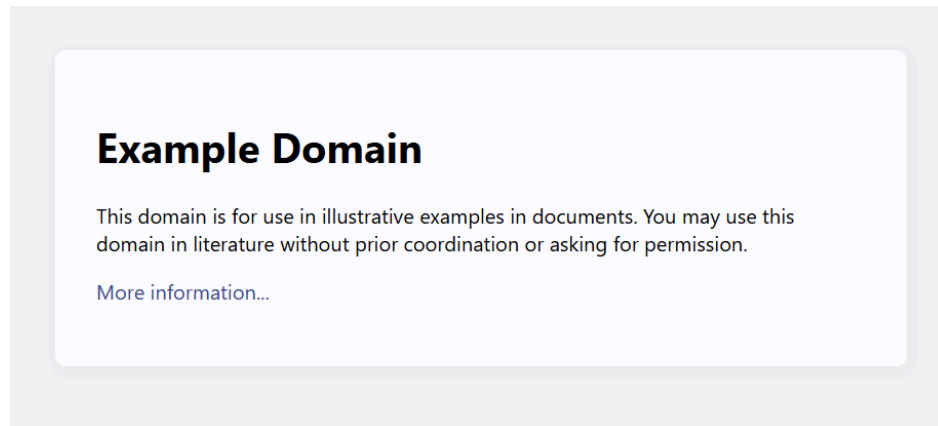 Example Domain
This domain is for use in illustrative examples in documents. You may use this
domain in literature without prior coordination or asking for permission.
More information...